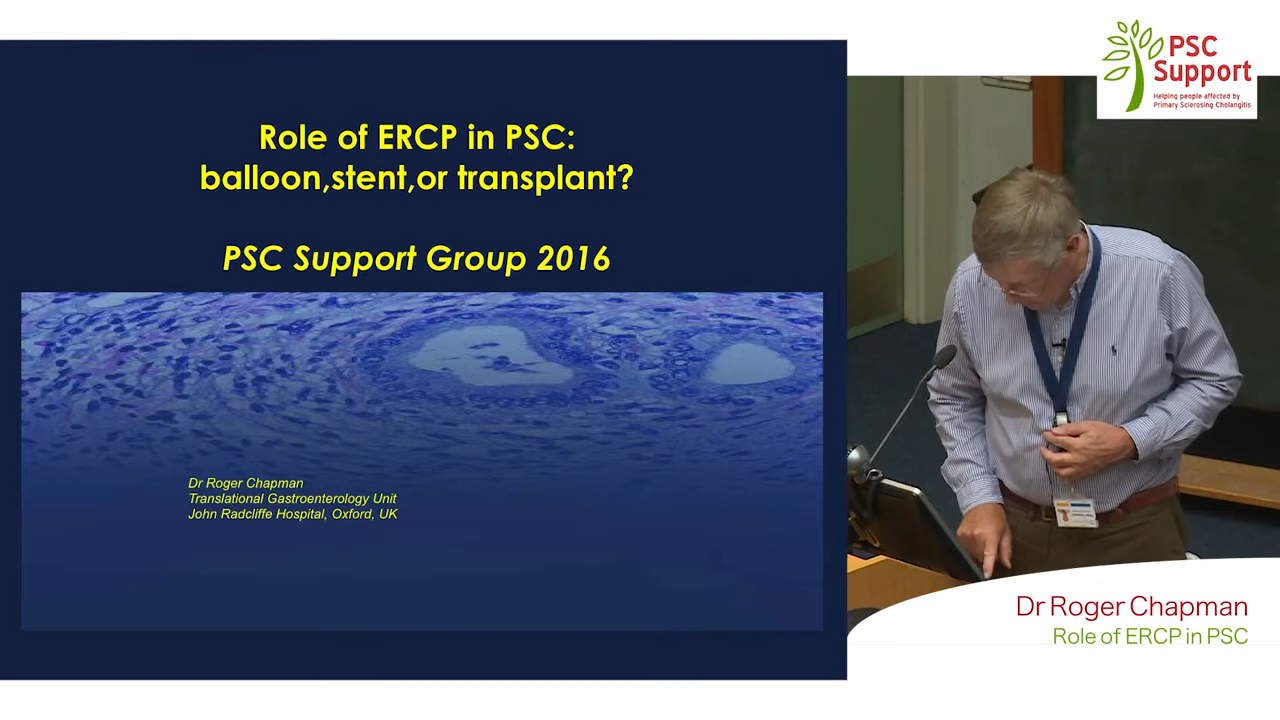 Role of ERCP in PSC:
balloon,stent,or transplant?
PSC Support Group 2016
Dr Roger Chapman
Translational Gastroenterology Unit
John Radcliffe Hospital, Oxford, UK
PSC
Support
Helping people affected by
Primary Sclerosing Cholangitis
Dr Roger Chapman
Role of ERCP in PSC